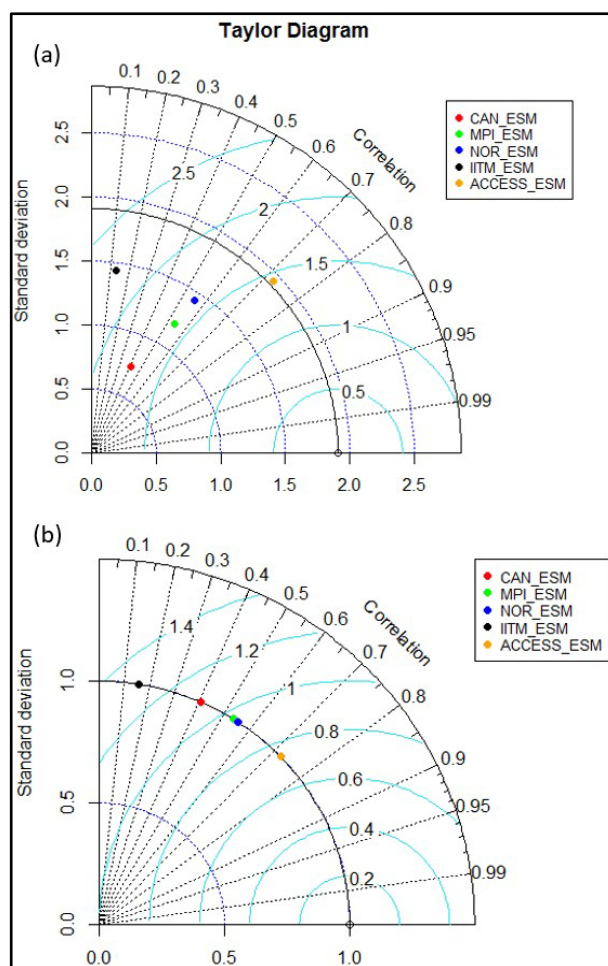 Taylor Diagram
(a)
0.1 0.2 0.3 0.4 0.5 0.6 0.7 0.8 0.9 0.95 0.99
Correlation
CAN_ESM
MPI_ESM
NOR_ESM
IITM_ESM
ACCESS_ESM
Standard deviation
0.0 0.5 1.0 1.5 2.0 2.5
2.5 2 1.5 1 0.5
0.0 0.5 1.0 1.5 2.0 2.5
(b)
0.1 0.2 0.3 0.4 0.5 0.6 0.7 0.8 0.9 0.95 0.99
Correlation
CAN_ESM
MPI_ESM
NOR_ESM
IITM_ESM
ACCESS_ESM
Standard deviation
0.0 0.5 1.0
1.4 1.2 1 0.8 0.6 0.4 0.2
0.0 0.5 1.0